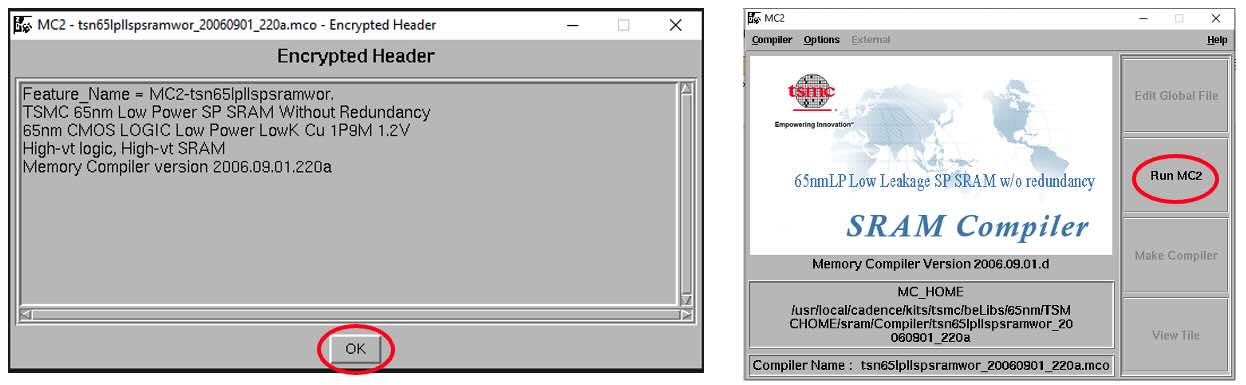 MC2 - tsn65lpllspsramwor_20060901_220a.mco - Encrypted Header
Encrypted Header
Feature_Name = MC2-tsn65lpllspsramwor.
TSMC 65nm Low Power SP SRAM Without Redundancy
65nm CMOS LOGIC Low Power LowK Cu 1P9M 1.2V
High-vt logic, High-vt SRAM
Memory Compiler version 2006.09.01.220a
OK
MC2
Compiler Options External Help
tsmc
Empowering Innovation
65nmLP Low Leakage SP SRAM w/o redundancy
SRAM Compiler
Memory Compiler Version 2006.09.01.d
MC_HOME
/usr/local/cadence/kits/tsmc/beLibs/65nm/TSM
CHOME/sram/Compiler/tsn65lpllspsramwor_20
060901_220a
Compiler Name : tsn65lpllspsramwor_20060901_220a.mco
Edit Global File
Run MC2
Make Compiler
View Tile